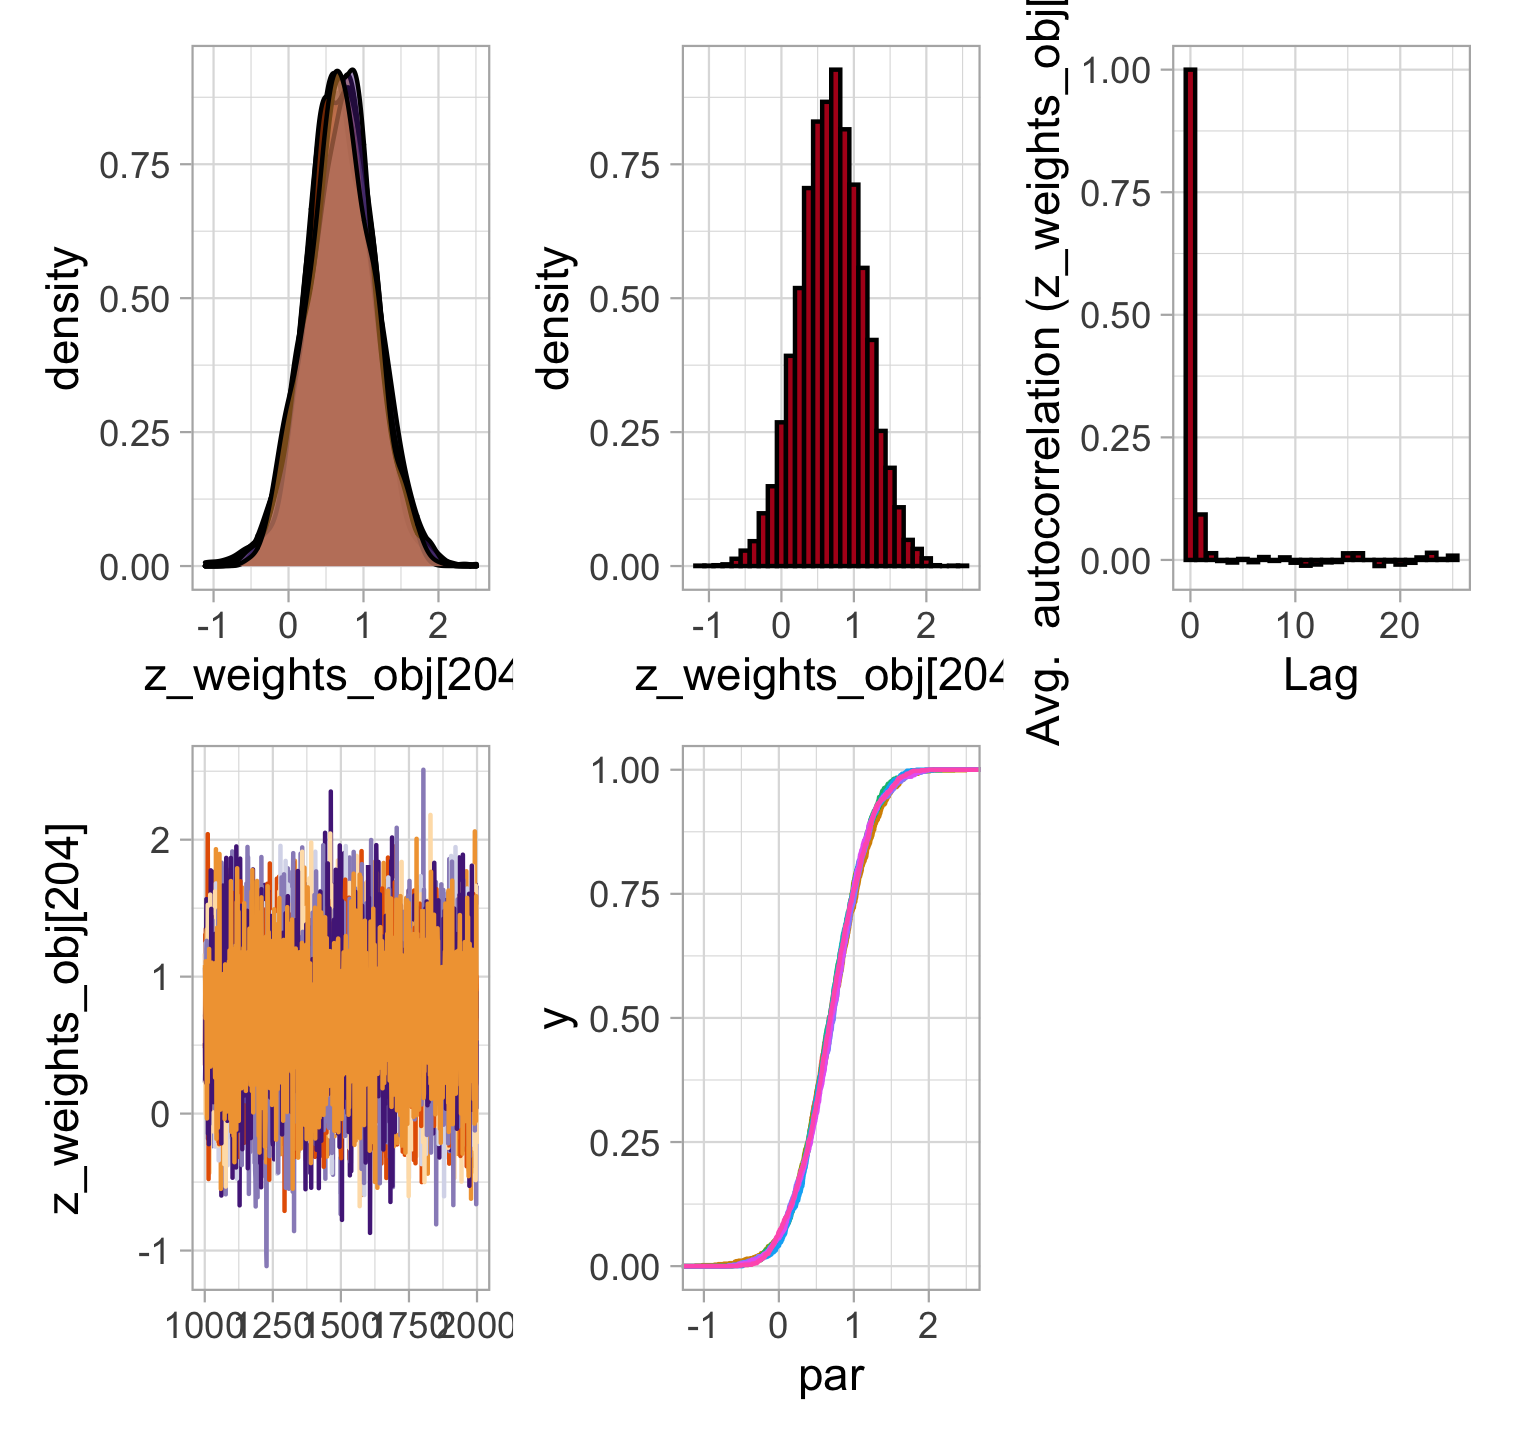 density
0.75
0.50
0.25
0.00
-1 0 1 2
z_weights_obj[204
density
0.75
0.50
0.25
0.00
-1 0 1 2
z_weights_obj[204
Avg. autocorrelation (z_weights_obj[
1.00
0.75
0.50
0.25
0.00
0 10 20
Lag
z_weights_obj[204]
2
1
0
-1
1000 1250 1500 1750 2000
y
1.00
0.75
0.50
0.25
0.00
-1 0 1 2
par